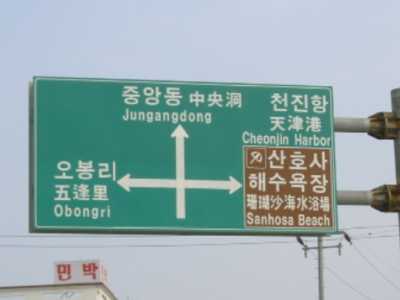 중앙동 中央洞
Jungangdong
천진항
天津港
Cheonjin Harbor
오봉리
五逢里
Obongri
산호사
해수욕장
珊瑚沙海水浴場
Sanhosa Beach
민박